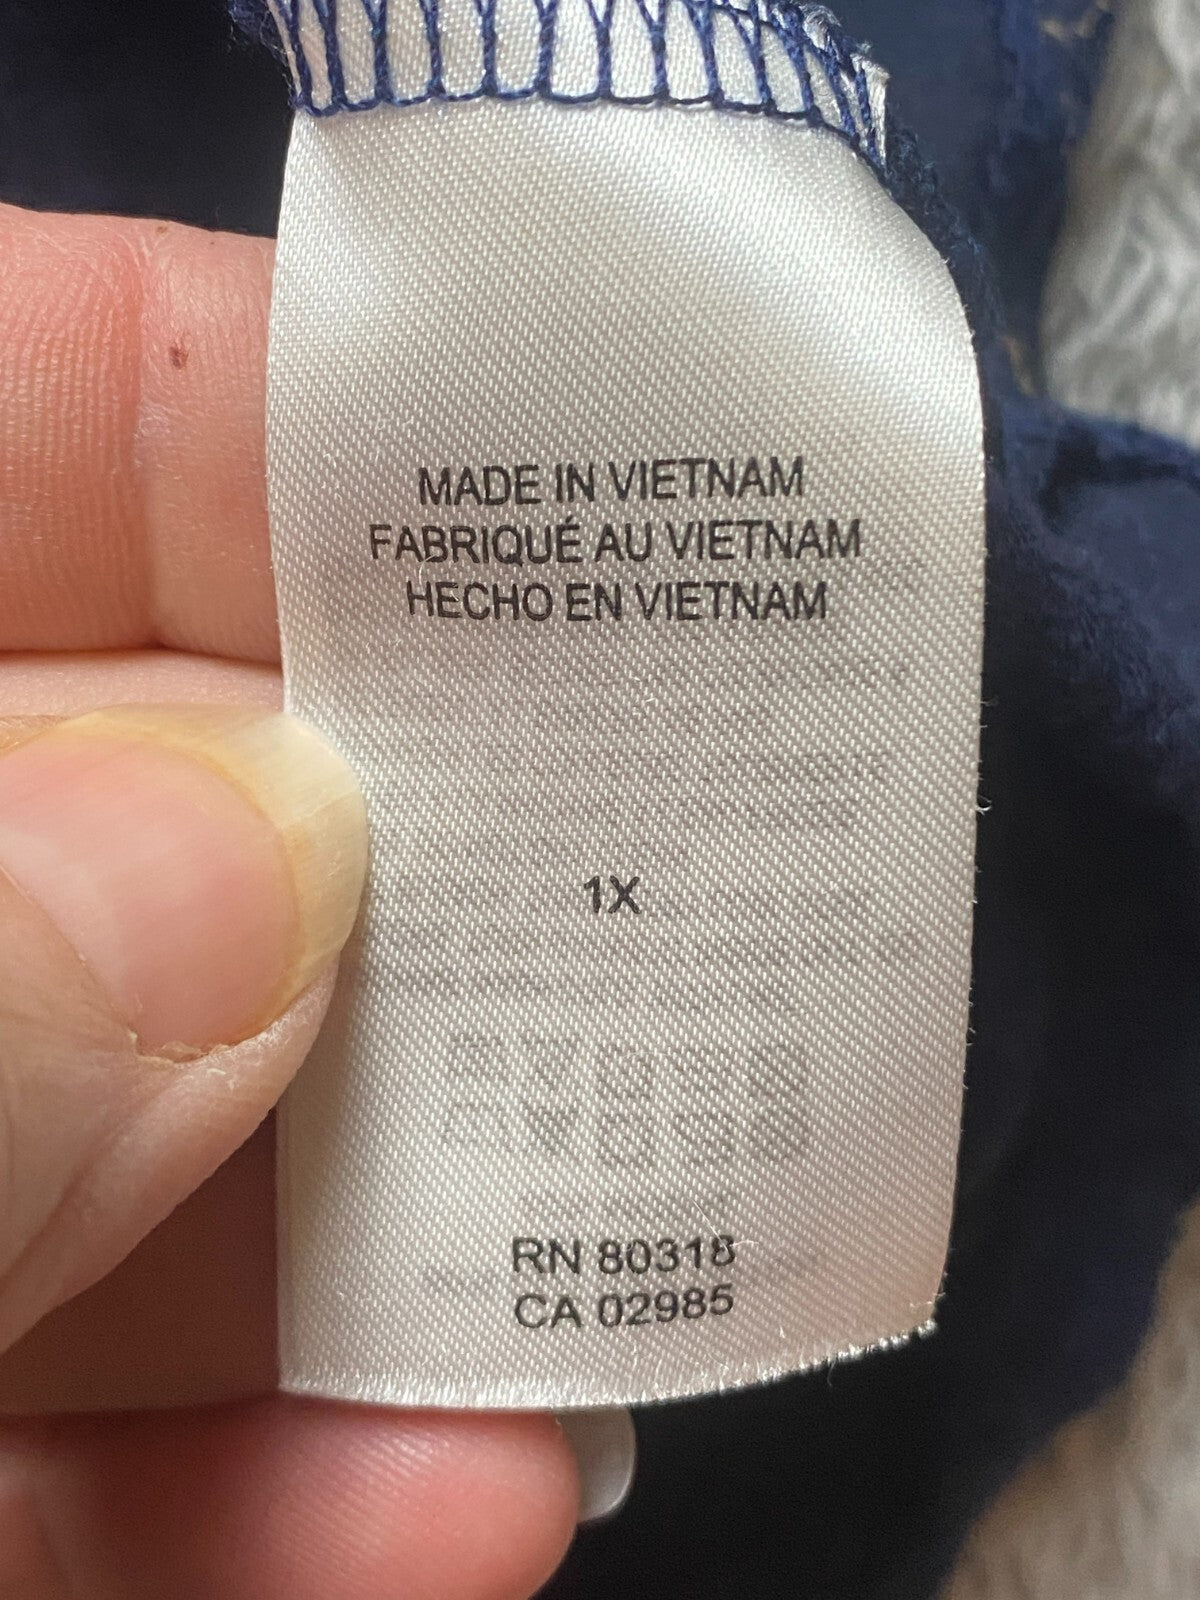 MADE IN VIETNAM
FABRIQUÉ AU VIETNAM
HECHO EN VIETNAM
1X
RN 80318
CA 02985